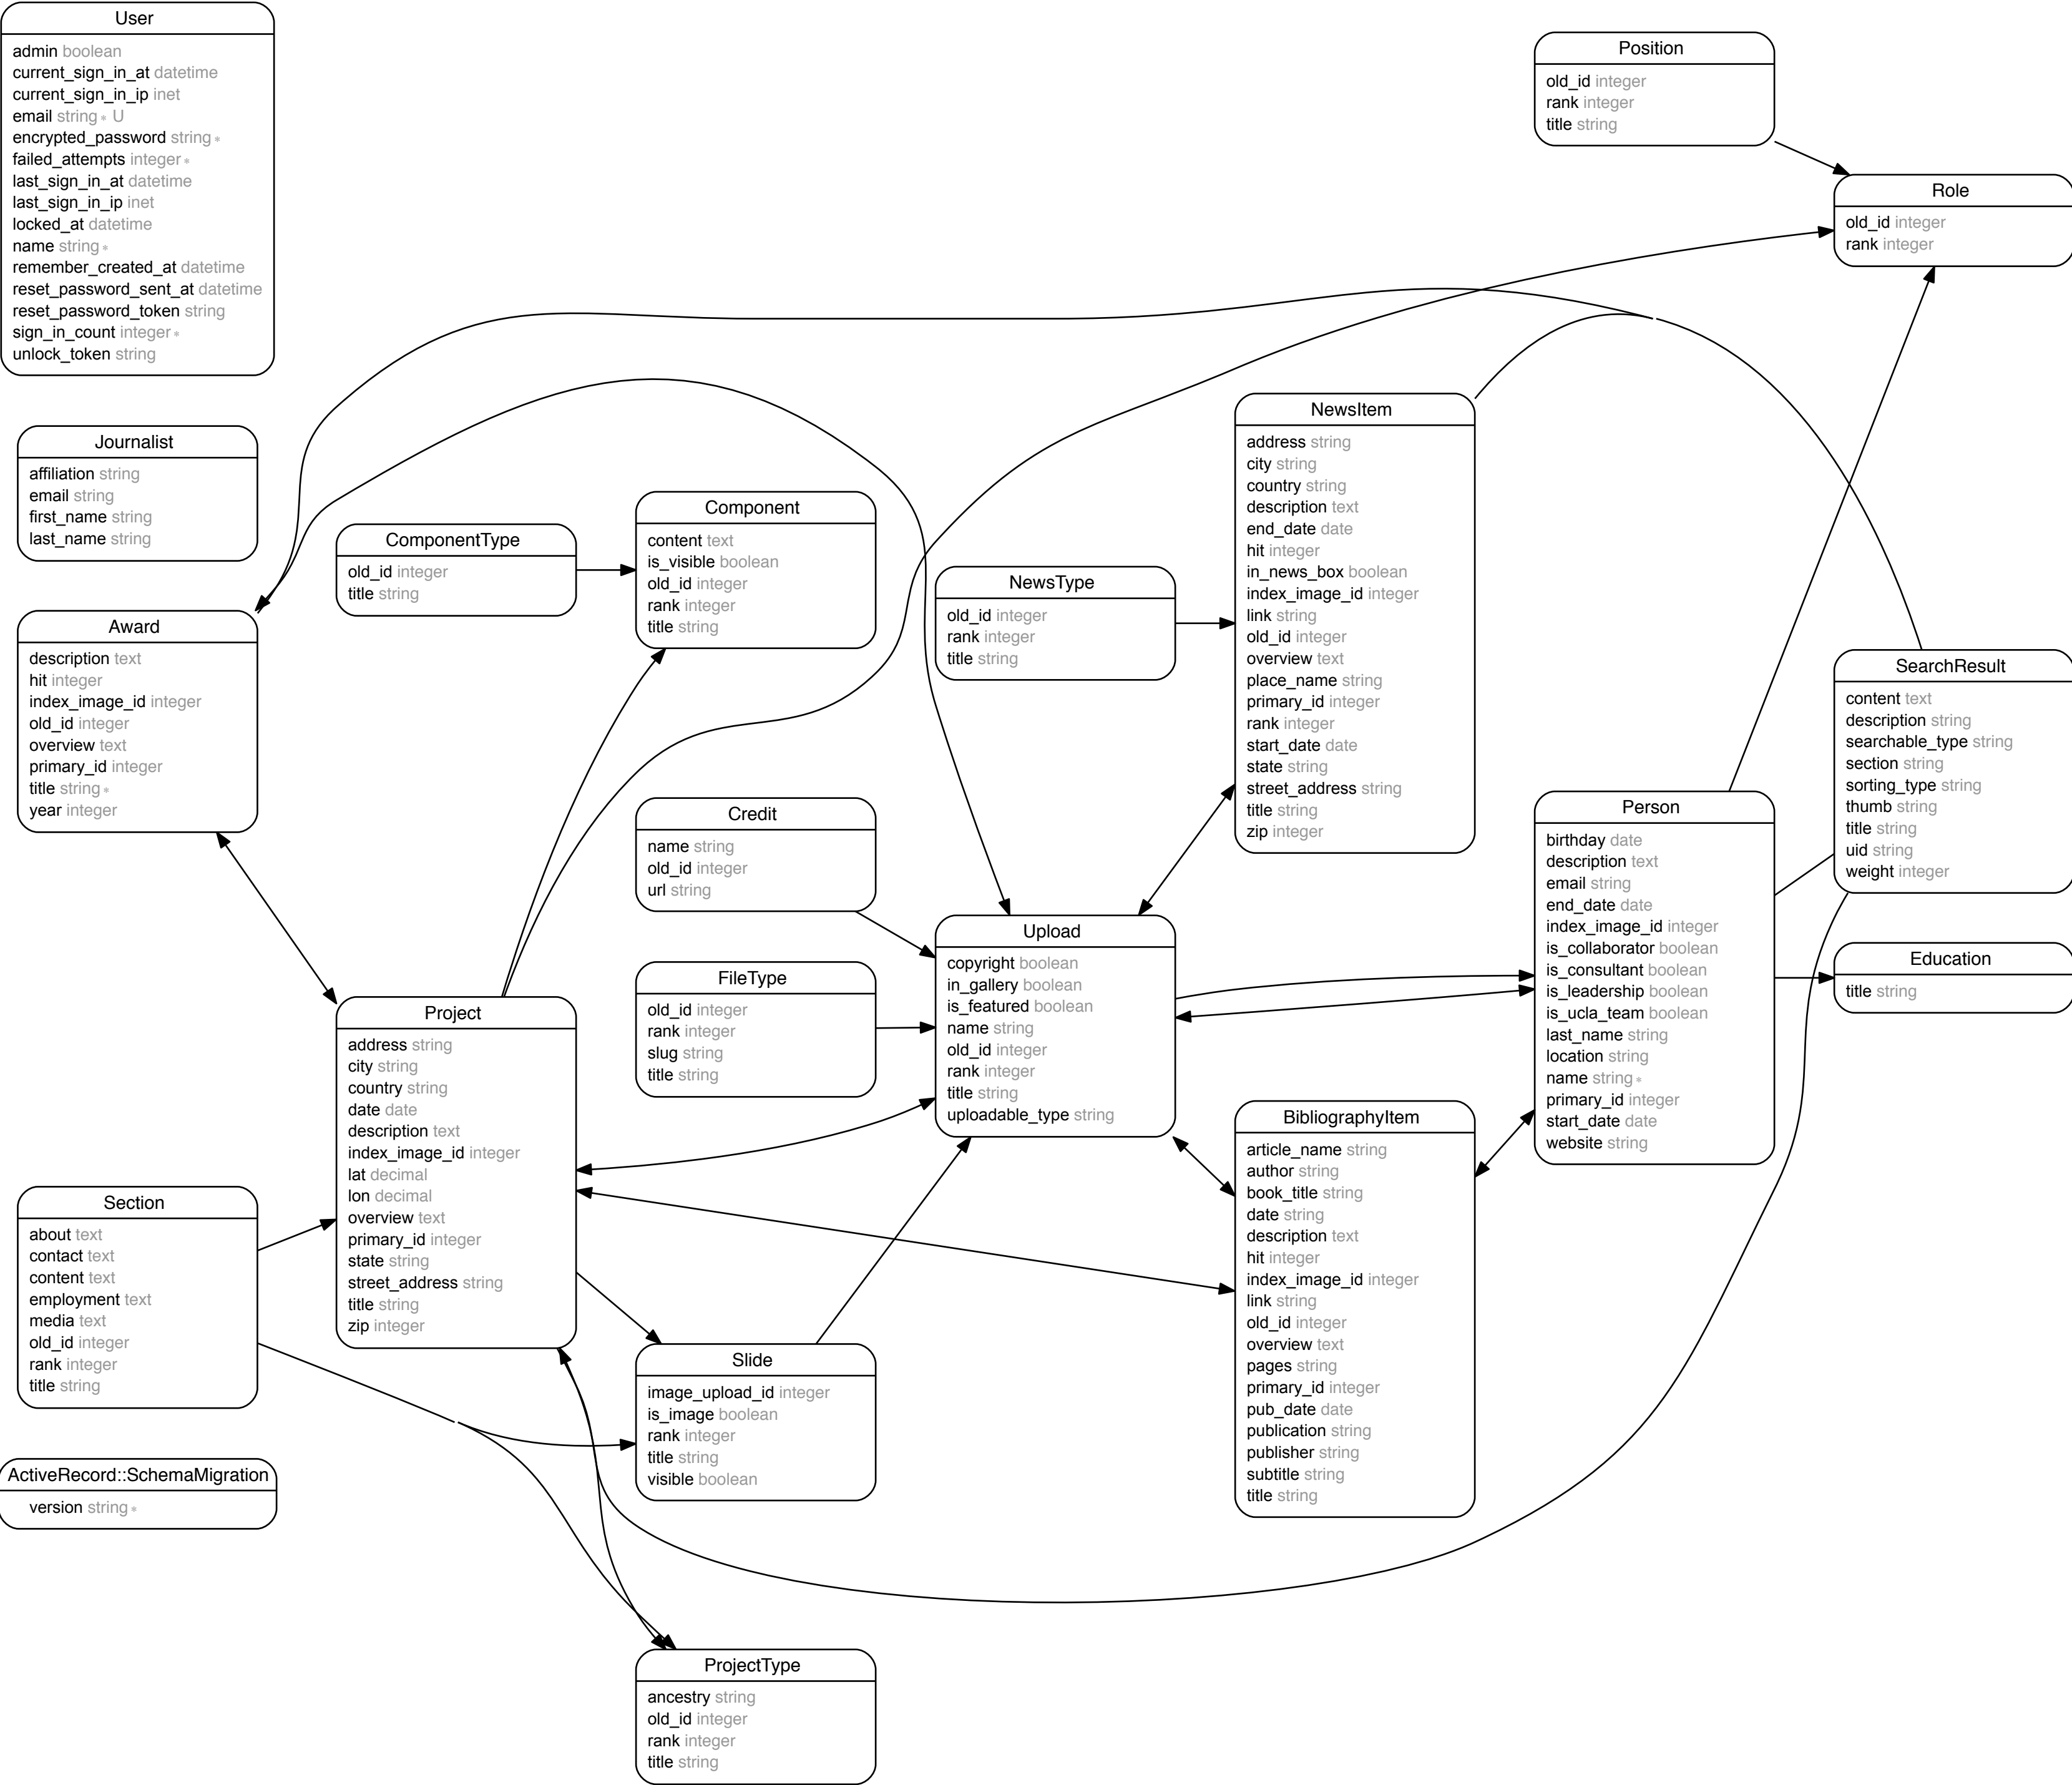 User
admin boolean
current_sign_in_at datetime
current_sign_in_ip inet
email string * U
encrypted_password string *
failed_attempts integer *
last_sign_in_at datetime
last_sign_in_ip inet
locked_at datetime
name string *
remember_created_at datetime
reset_password_sent_at datetime
reset_password_token string
sign_in_count integer *
unlock_token string
Position
old_id integer
rank integer
title string
Role
old_id integer
rank integer
Journalist
affiliation string
email string
first_name string
last_name string
ComponentType
old_id integer
title string
Component
content text
is_visible boolean
old_id integer
rank integer
title string
NewsType
old_id integer
rank integer
title string
NewsItem
address string
city string
country string
description text
end_date date
hit integer
in_news_box boolean
index_image_id integer
link string
old_id integer
overview text
place_name string
primary_id integer
rank integer
start_date date
state string
street_address string
title string
zip integer
Award
description text
hit integer
index_image_id integer
old_id integer
overview text
primary_id integer
title string *
year integer
SearchResult
content text
description string
searchable_type string
section string
sorting_type string
thumb string
title string
uid string
weight integer
Credit
name string
old_id integer
url string
FileType
old_id integer
rank integer
slug string
title string
Upload
copyright boolean
in_gallery boolean
is_featured boolean
name string
old_id integer
rank integer
title string
uploadable_type string
Person
birthday date
description text
email string
end_date date
index_image_id integer
is_collaborator boolean
is_consultant boolean
is_leadership boolean
is_ucla_team boolean
last_name string
location string
name string *
primary_id integer
start_date date
website string
Education
title string
Project
address string
city string
country string
date date
description text
index_image_id integer
lat decimal
lon decimal
overview text
primary_id integer
state string
street_address string
title string
zip integer
BibliographyItem
article_name string
author string
book_title string
date string
description text
hit integer
index_image_id integer
link string
old_id integer
overview text
pages string
primary_id integer
pub_date date
publication string
publisher string
subtitle string
title string
Section
about text
contact text
content text
employment text
media text
old_id integer
rank integer
title string
Slide
image_upload_id integer
is_image boolean
rank integer
title string
visible boolean
ActiveRecord::SchemaMigration
version string *
ProjectType
ancestry string
old_id integer
rank integer
title string